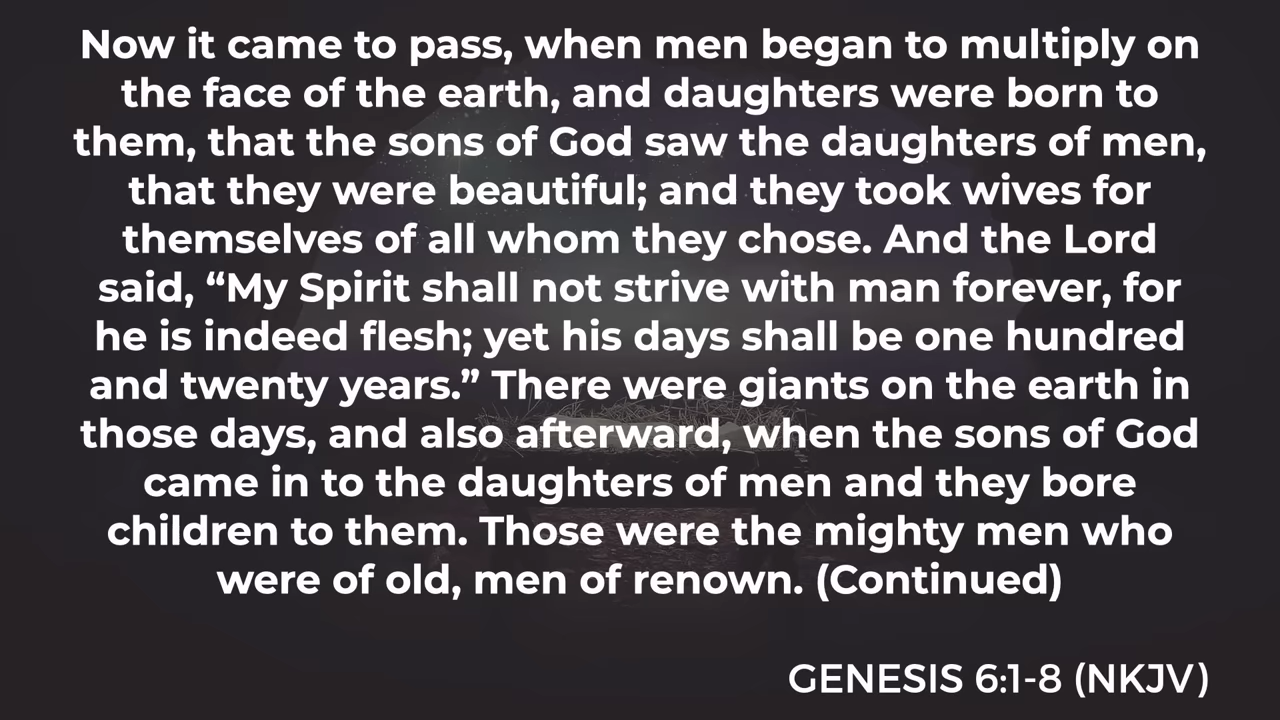 Now it came to pass, when men began to multiply on
the face of the earth, and daughters were born to
them, that the sons of God saw the daughters of men,
that they were beautiful; and they took wives for
themselves of all whom they chose. And the Lord
said, “My Spirit shall not strive with man forever, for
he is indeed flesh; yet his days shall be one hundred
and twenty years.” There were giants on the earth in
those days, and also afterward, when the sons of God
came in to the daughters of men and they bore
children to them. Those were the mighty men who
were of old, men of renown. (Continued)
GENESIS 6:1-8 (NKJV)